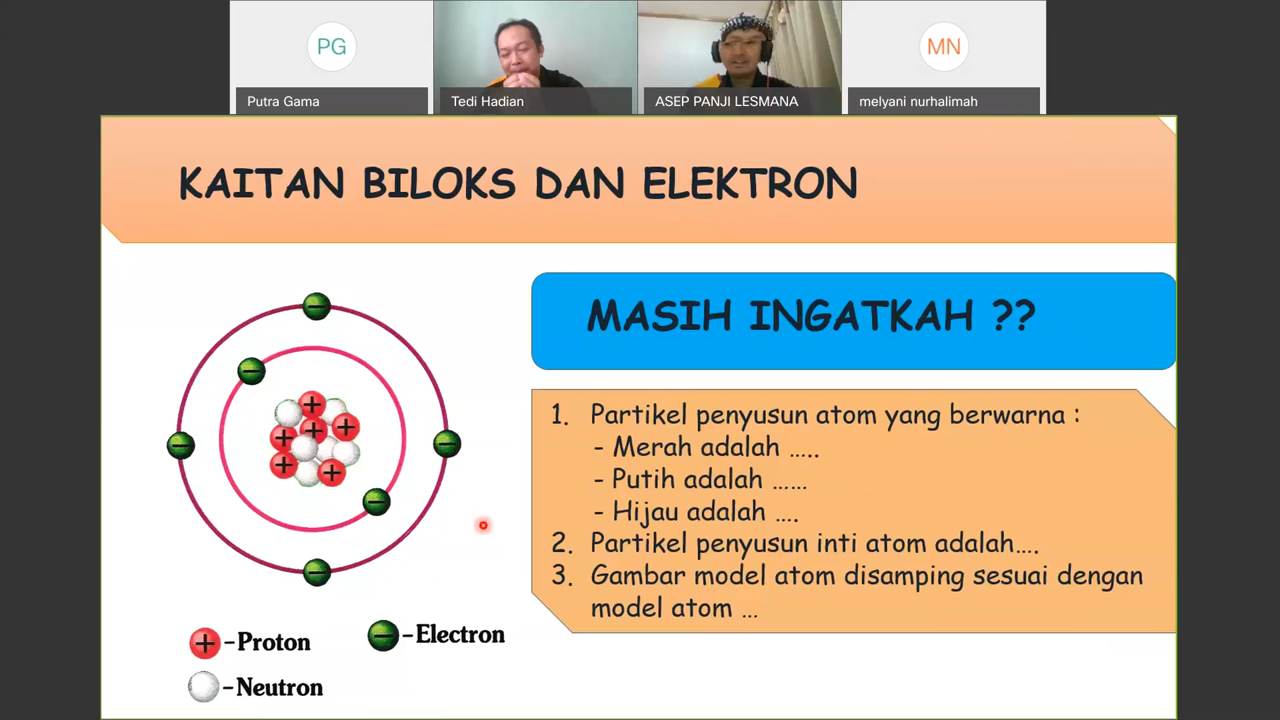 PG
MN
Putra Gama
Tedi Hadian
ASEP PANJI LESMANA
melyani nurhalimah
KAITAN BILOKS DAN ELEKTRON
MASIH INGATKAH ??
1. Partikel penyusun atom yang berwarna :
- Merah adalah .....
- Putih adalah ......
- Hijau adalah ....
2. Partikel penyusun inti atom adalah....
3. Gambar model atom disamping sesuai dengan
model atom ...
+ -Proton
- -Electron
-Neutron